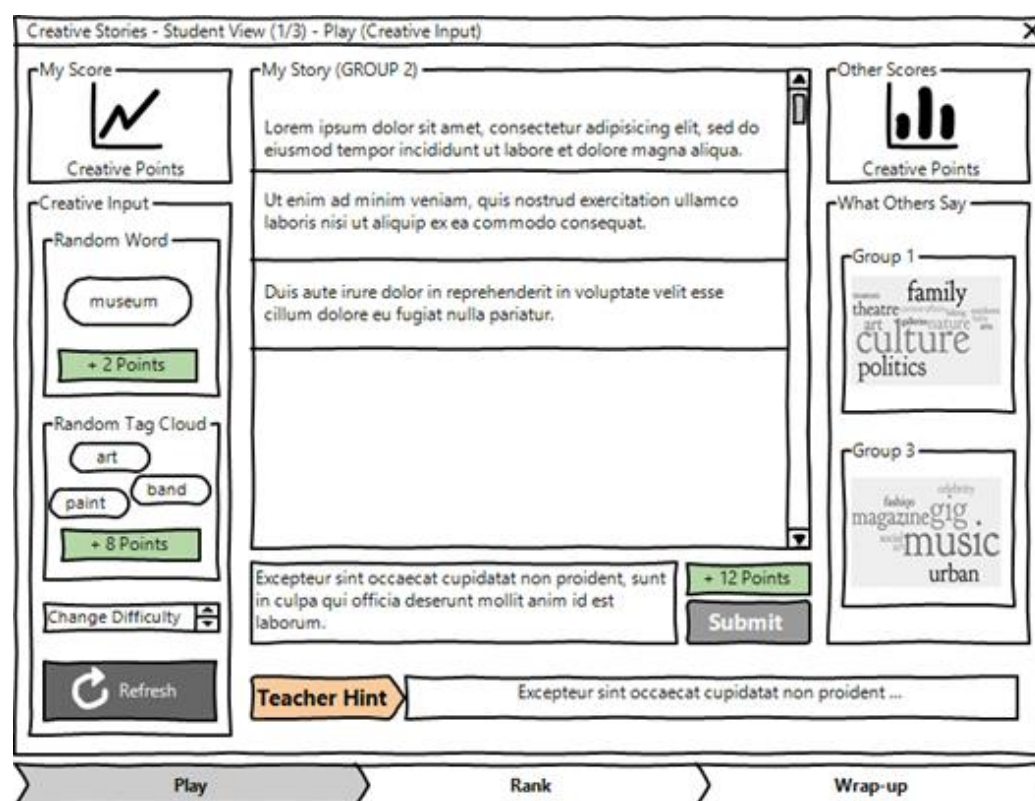 Creative Stories - Student View (1/3) - Play (Creative Input)
My Score
Creative Points
Creative Input
Random Word
museum
+ 2 Points
Random Tag Cloud
art
band
paint
+ 8 Points
Change Difficulty
Refresh
My Story (GROUP 2)
Lorem ipsum dolor sit amet, consectetur adipisicing elit, sed do
eiusmod tempor incididunt ut labore et dolore magna aliqua.
Ut enim ad minim veniam, quis nostrud exercitation ullamco
laboris nisi ut aliquip ex ea commodo consequat.
Duis aute irure dolor in reprehenderit in voluptate velit esse
cillum dolore eu fugiat nulla pariatur.
Excepteur sint occaecat cupidatat non proident, sunt
in culpa qui officia deserunt mollit anim id est
laborum.
+ 12 Points
Submit
Teacher Hint
Excepteur sint occaecat cupidatat non proident ...
Other Scores
Creative Points
What Others Say
Group 1
family
theatre
art
nature
culture
politics
Group 3
celebrity
fashion
magazine
gig
social
music
urban
Play
Rank
Wrap-up